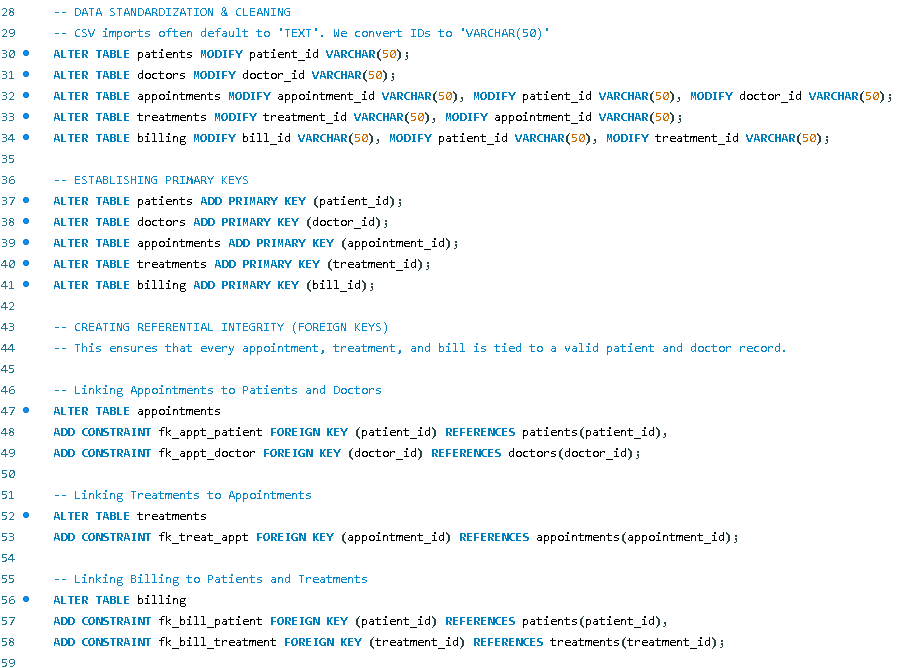 28 -- DATA STANDARDIZATION & CLEANING
29 -- CSV imports often default to 'TEXT'. We convert IDs to 'VARCHAR(50)'
30 ALTER TABLE patients MODIFY patient_id VARCHAR(50);
31 ALTER TABLE doctors MODIFY doctor_id VARCHAR(50);
32 ALTER TABLE appointments MODIFY appointment_id VARCHAR(50), MODIFY patient_id VARCHAR(50), MODIFY doctor_id VARCHAR(50);
33 ALTER TABLE treatments MODIFY treatment_id VARCHAR(50), MODIFY appointment_id VARCHAR(50);
34 ALTER TABLE billing MODIFY bill_id VARCHAR(50), MODIFY patient_id VARCHAR(50), MODIFY treatment_id VARCHAR(50);
35
36 -- ESTABLISHING PRIMARY KEYS
37 ALTER TABLE patients ADD PRIMARY KEY (patient_id);
38 ALTER TABLE doctors ADD PRIMARY KEY (doctor_id);
39 ALTER TABLE appointments ADD PRIMARY KEY (appointment_id);
40 ALTER TABLE treatments ADD PRIMARY KEY (treatment_id);
41 ALTER TABLE billing ADD PRIMARY KEY (bill_id);
42
43 -- CREATING REFERENTIAL INTEGRITY (FOREIGN KEYS)
44 -- This ensures that every appointment, treatment, and bill is tied to a valid patient and doctor record.
45
46 -- Linking Appointments to Patients and Doctors
47 ALTER TABLE appointments
48 ADD CONSTRAINT fk_appt_patient FOREIGN KEY (patient_id) REFERENCES patients(patient_id),
49 ADD CONSTRAINT fk_appt_doctor FOREIGN KEY (doctor_id) REFERENCES doctors(doctor_id);
50
51 -- Linking Treatments to Appointments
52 ALTER TABLE treatments
53 ADD CONSTRAINT fk_treat_appt FOREIGN KEY (appointment_id) REFERENCES appointments(appointment_id);
54
55 -- Linking Billing to Patients and Treatments
56 ALTER TABLE billing
57 ADD CONSTRAINT fk_bill_patient FOREIGN KEY (patient_id) REFERENCES patients(patient_id),
58 ADD CONSTRAINT fk_bill_treatment FOREIGN KEY (treatment_id) REFERENCES treatments(treatment_id);
59